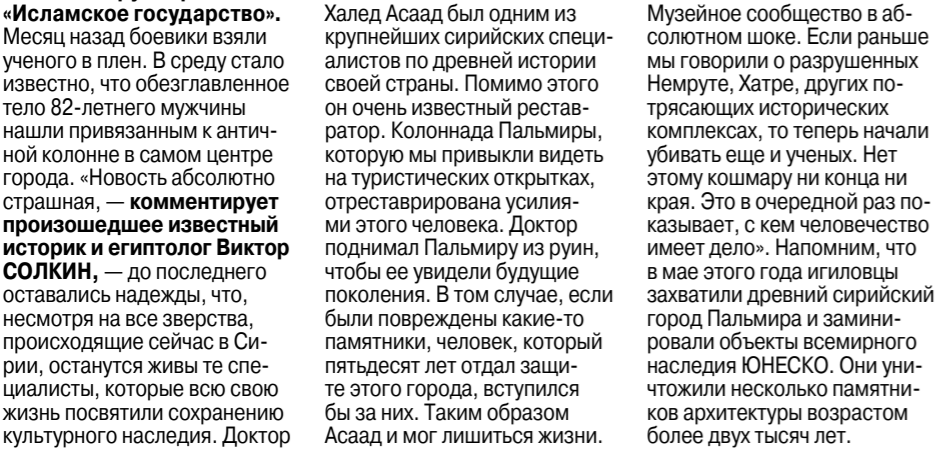 «Исламское государство».
Месяц назад боевики взяли
ученого в плен. В среду стало
известно, что обезглавленное
тело 82-летнего мужчины
нашли привязанным к антич-
ной колонне в самом центре
города. «Новость абсолютно
страшная, — комментирует
произошедшее известный
историк и египтолог Виктор
СОЛКИН, — до последнего
оставались надежды, что,
несмотря на все зверства,
происходящие сейчас в Си-
рии, останутся живы те спе-
циалисты, которые всю свою
жизнь посвятили сохранению
культурного наследия. Доктор
Халед Асаад был одним из
крупнейших сирийских специ-
алистов по древней истории
своей страны. Помимо этого
он очень известный рестав-
ратор. Колоннада Пальмиры,
которую мы привыкли видеть
на туристических открытках,
отреставрирована усилия-
ми этого человека. Доктор
поднимал Пальмиру из руин,
чтобы ее увидели будущие
поколения. В том случае, если
были повреждены какие-то
памятники, человек, который
пятьдесят лет отдал защи-
те этого города, вступился
бы за них. Таким образом
Асаад и мог лишиться жизни.
Музейное сообщество в аб-
солютном шоке. Если раньше
мы говорили о разрушенных
Немруте, Хатре, других по-
трясающих исторических
комплексах, то теперь начали
убивать еще и ученых. Нет
этому кошмару ни конца ни
края. Это в очередной раз по-
казывает, с кем человечество
имеет дело». Напомним, что
в мае этого года игиловцы
захватили древний сирийский
город Пальмира и замини-
ровали объекты всемирного
наследия ЮНЕСКО. Они уни-
чтожили несколько памятни-
ков архитектуры возрастом
более двух тысяч лет.